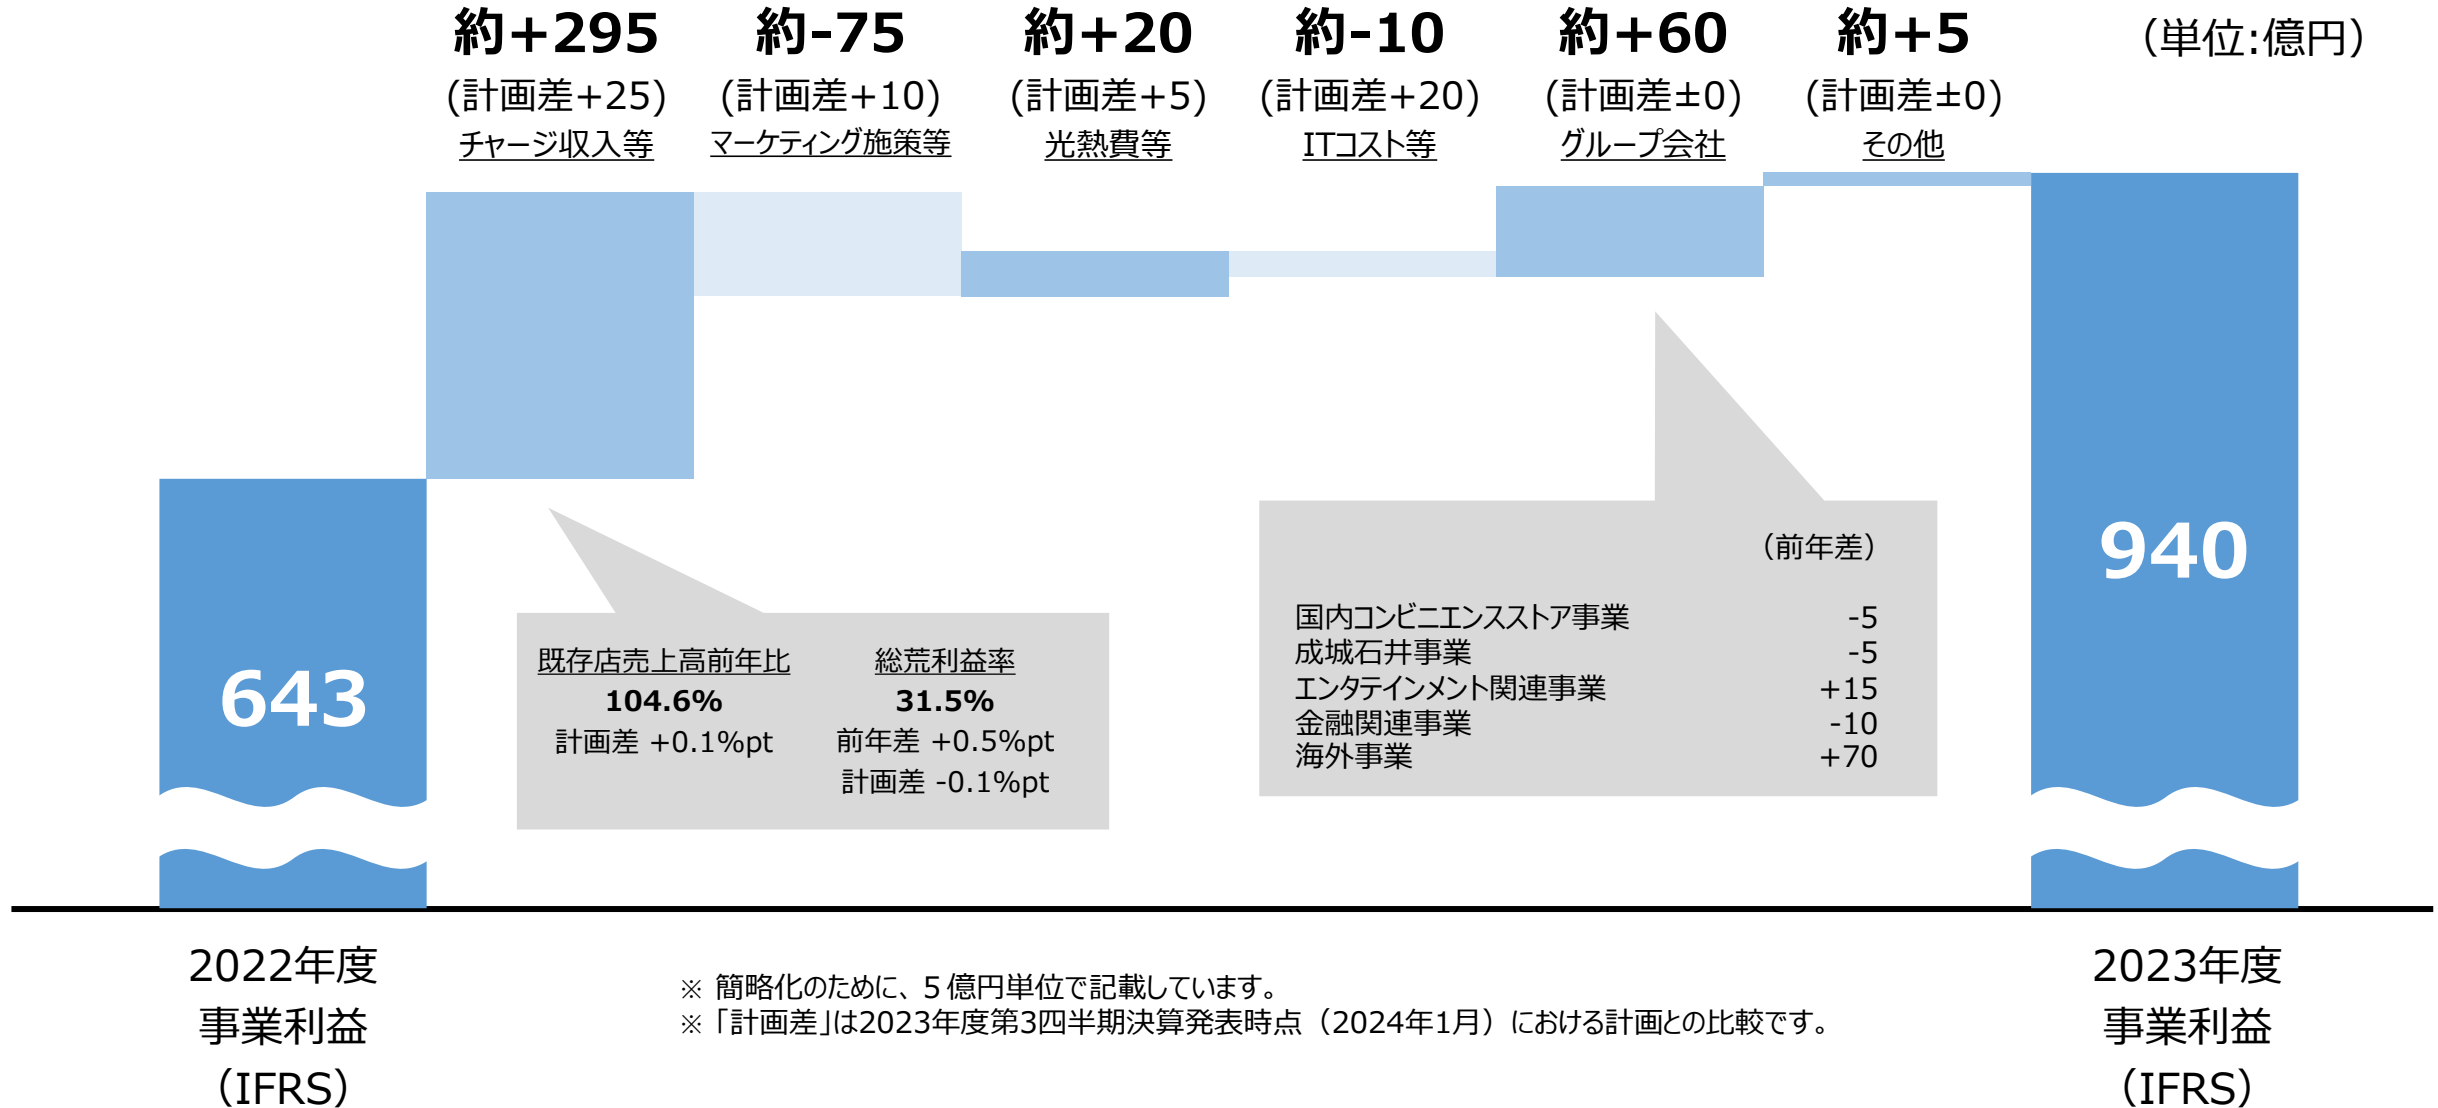 約+295 約-75 約+20 約-10 約+60 約+5 （単位:億円）
(計画差+25) (計画差+10) (計画差+5) (計画差+20) (計画差±0) (計画差±0)
チャージ収入等 マーケティング施策等 光熱費等 ITコスト等 グループ会社 その他
643
既存店売上高前年比 総荒利益率
104.6% 31.5%
計画差 +0.1%pt 前年差 +0.5%pt
計画差 -0.1%pt
（前年差）
国内コンビニエンスストア事業 -5
成城石井事業 -5
エンタテインメント関連事業 +15
金融関連事業 -10
海外事業 +70
940
2022年度
事業利益
（IFRS）
※ 簡略化のために、５億円単位で記載しています。
※ 「計画差」は2023年度第3四半期決算発表時点（2024年1月）における計画との比較です。
2023年度
事業利益
（IFRS）